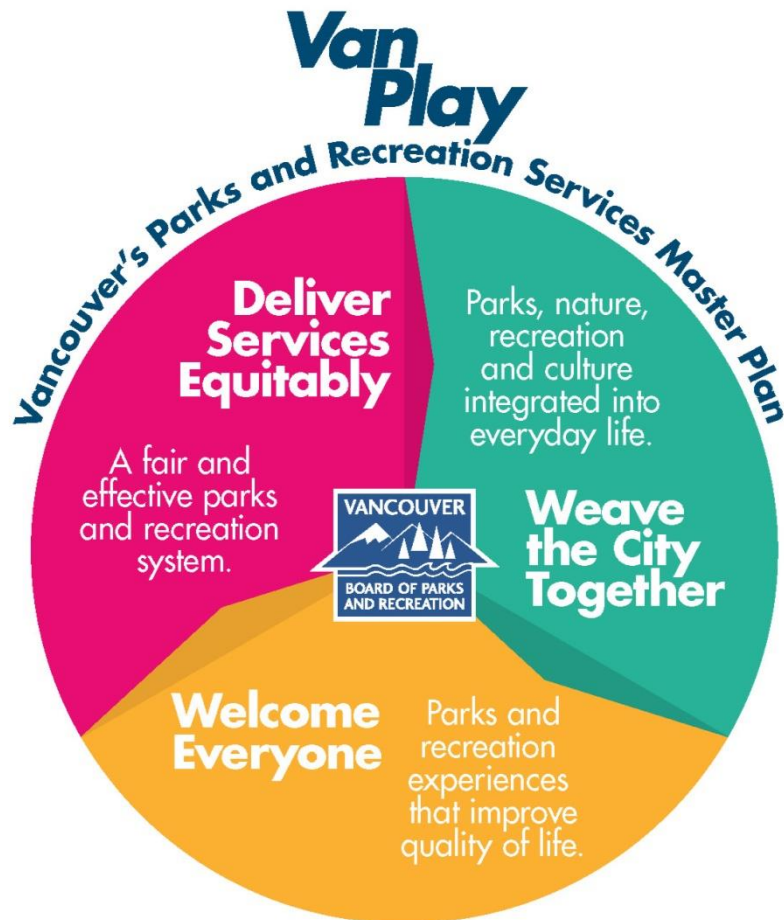 Van
Play
Vancouver's Parks and Recreation Services Master Plan
Deliver
Services
Equitably
A fair and
effective parks
and recreation
system.
Parks, nature,
recreation
and culture
integrated into
everyday life.
Weave
the City
Together
VANCOUVER
BOARD OF PARKS
AND RECREATION
Welcome
Everyone
Parks and
recreation
experiences
that improve
quality of life.